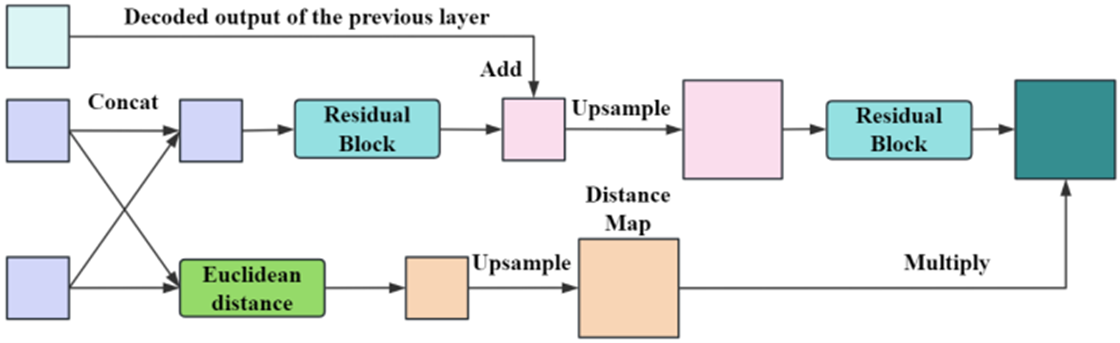 Decoded output of the previous layer
Add
Concat
Residual
Block
Upsample
Residual
Block
Distance
Map
Euclidean
distance
Upsample
Multiply